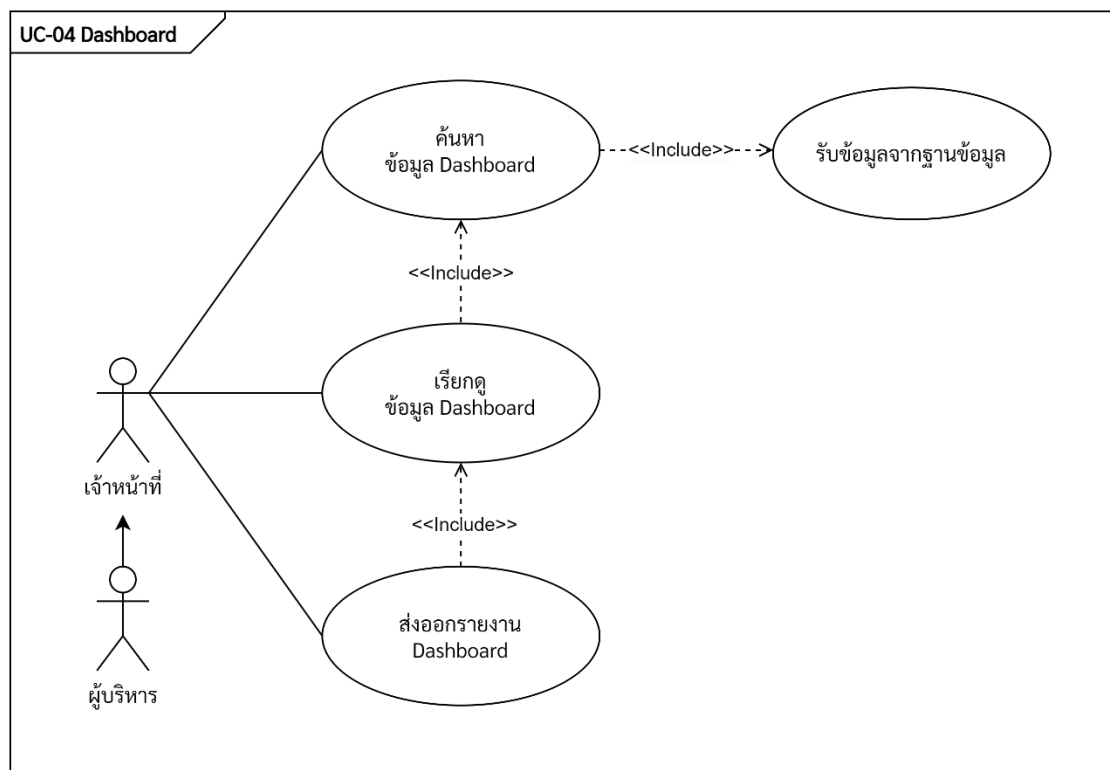 UC-04 Dashboard
ค้นหา
ข้อมูล Dashboard
<<Include>>
รับข้อมูลจากฐานข้อมูล
<<Include>>
เรียกดู
ข้อมูล Dashboard
เจ้าหน้าที่
<<Include>>
ส่งออกรายงาน
Dashboard
ผู้บริหาร